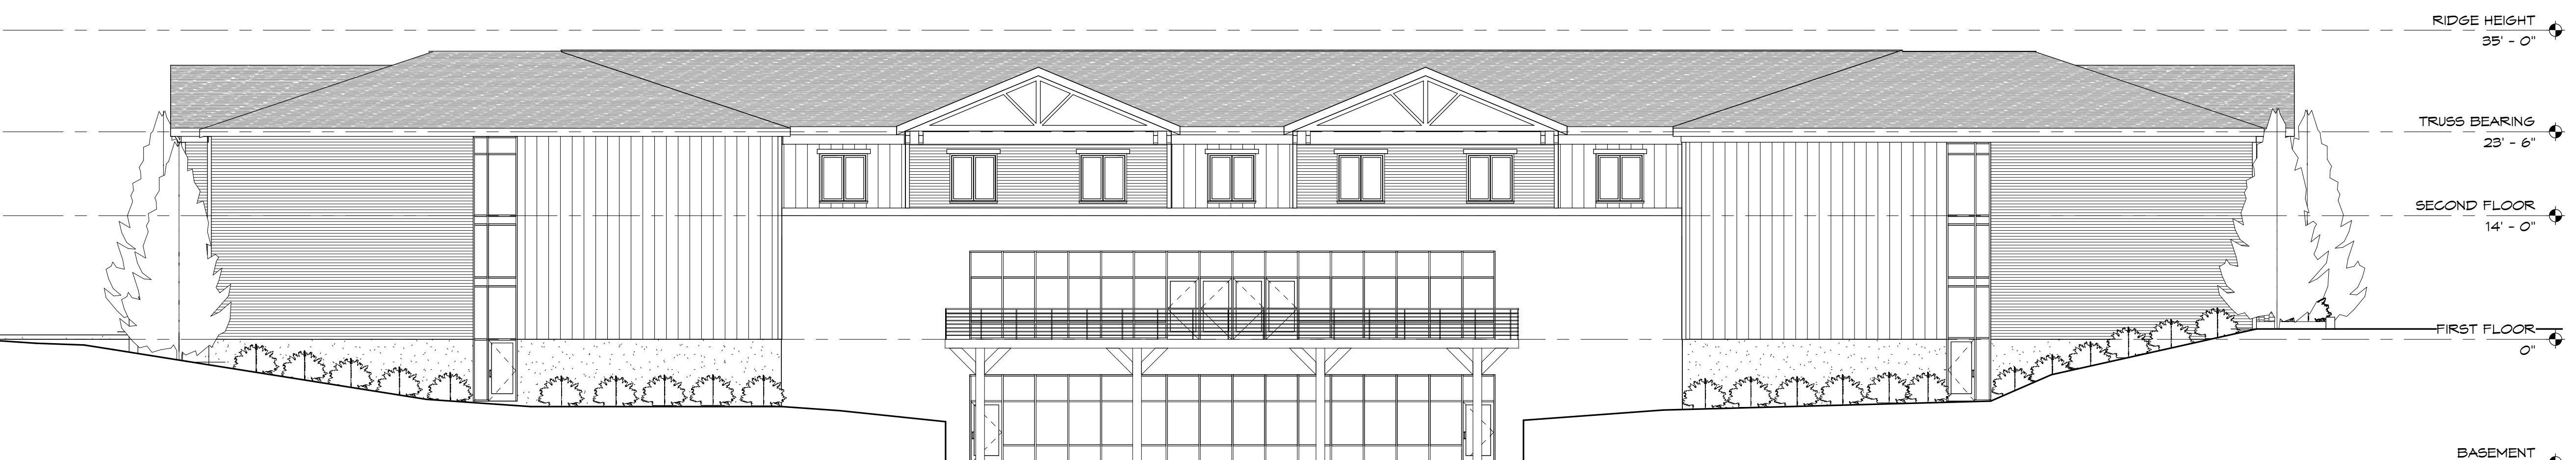 RIDGE HEIGHT
35' - 0"
TRUSS BEARING
23' - 6"
SECOND FLOOR
14' - 0"
FIRST FLOOR
0"
BASEMENT